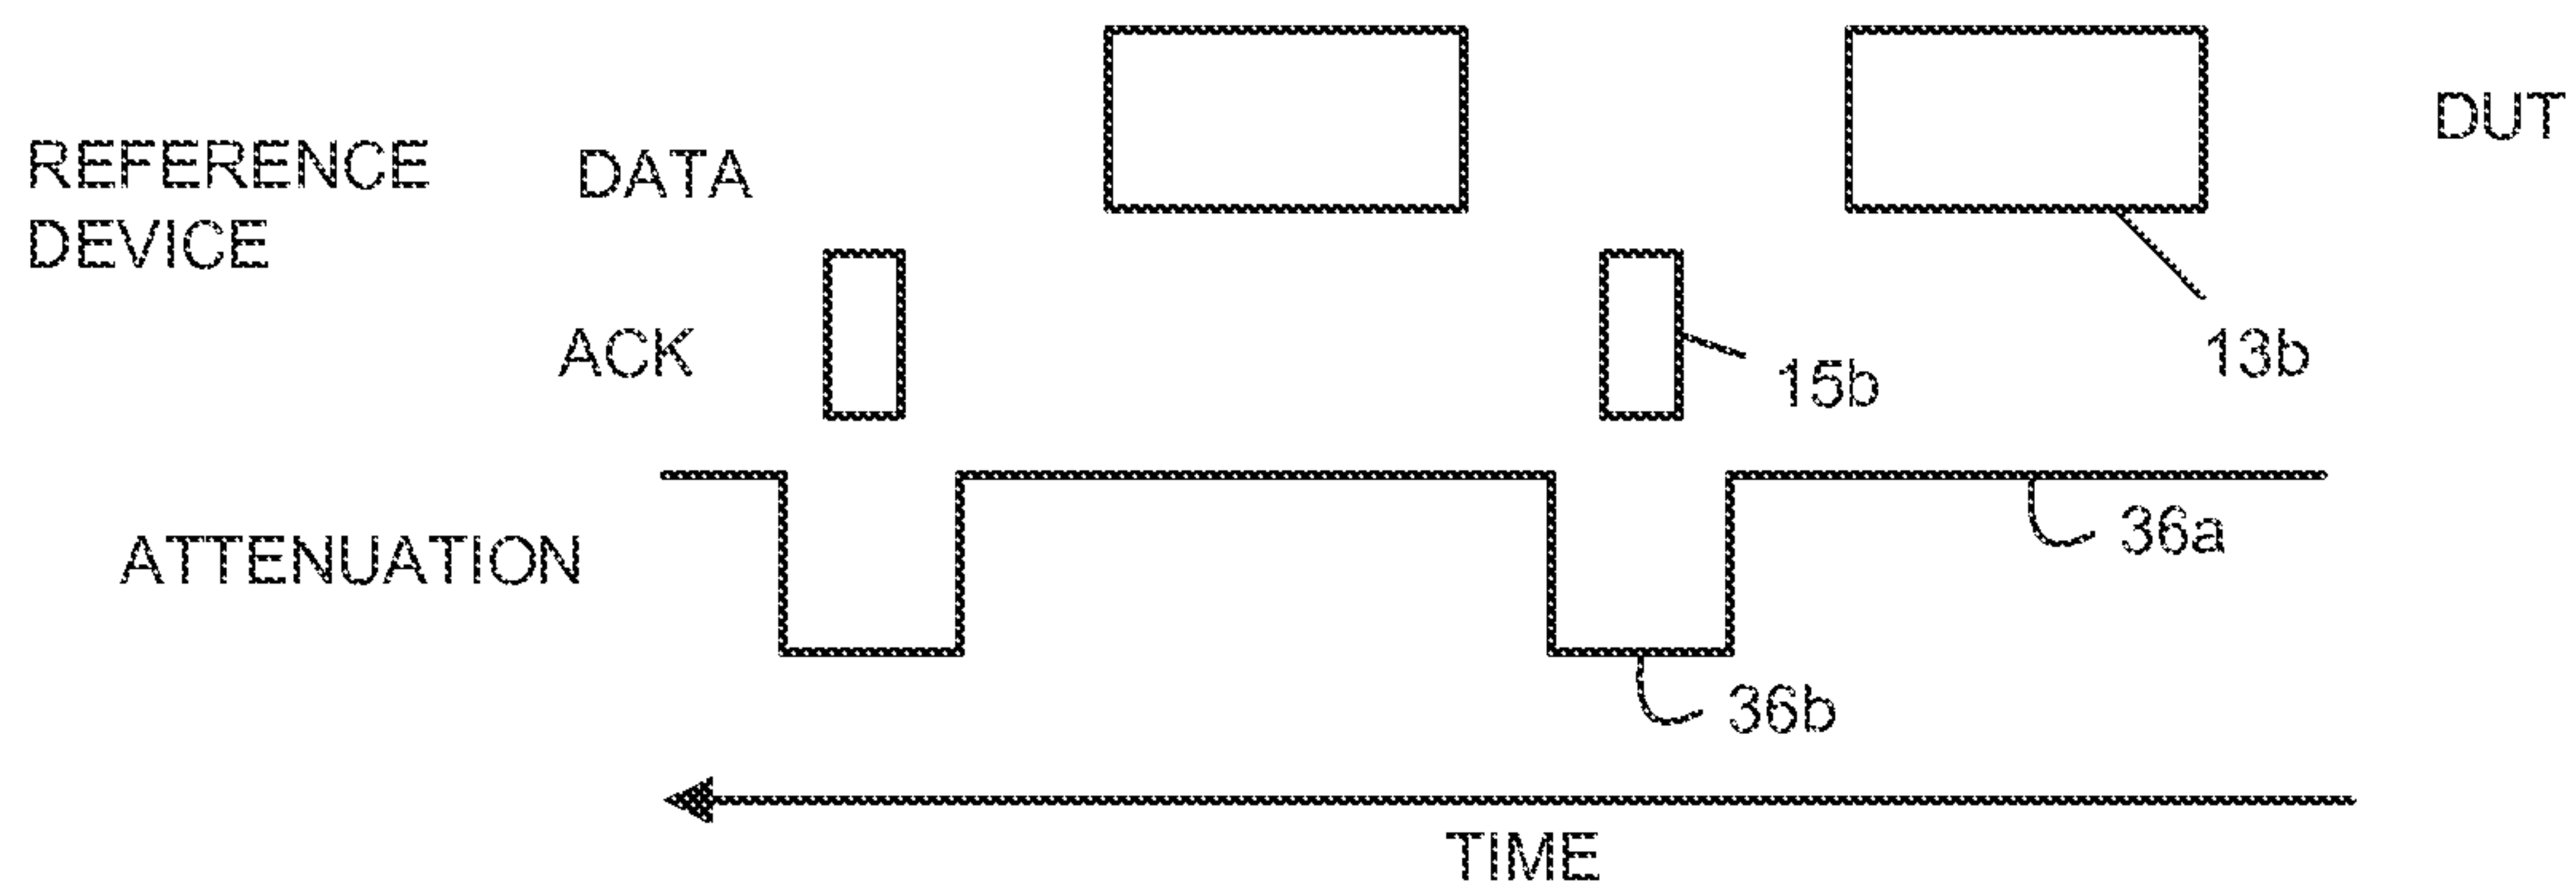 REFERENCE
DEVICE
DATA
DUT
ACK
15b
13b
ATTENUATION
36a
36b
TIME